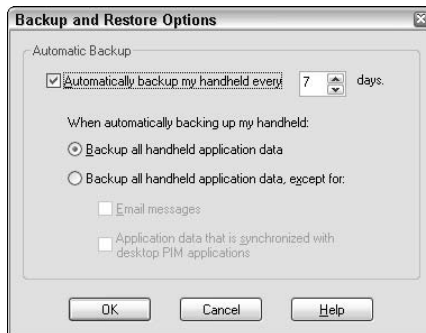 Backup and Restore Options
Automatic Backup
Automatically backup my handheld every 7 days.
When automatically backing up my handheld:
Backup all handheld application data
Backup all handheld application data, except for:
Email messages
Application data that is synchronized with
desktop PIM applications
OK Cancel Help